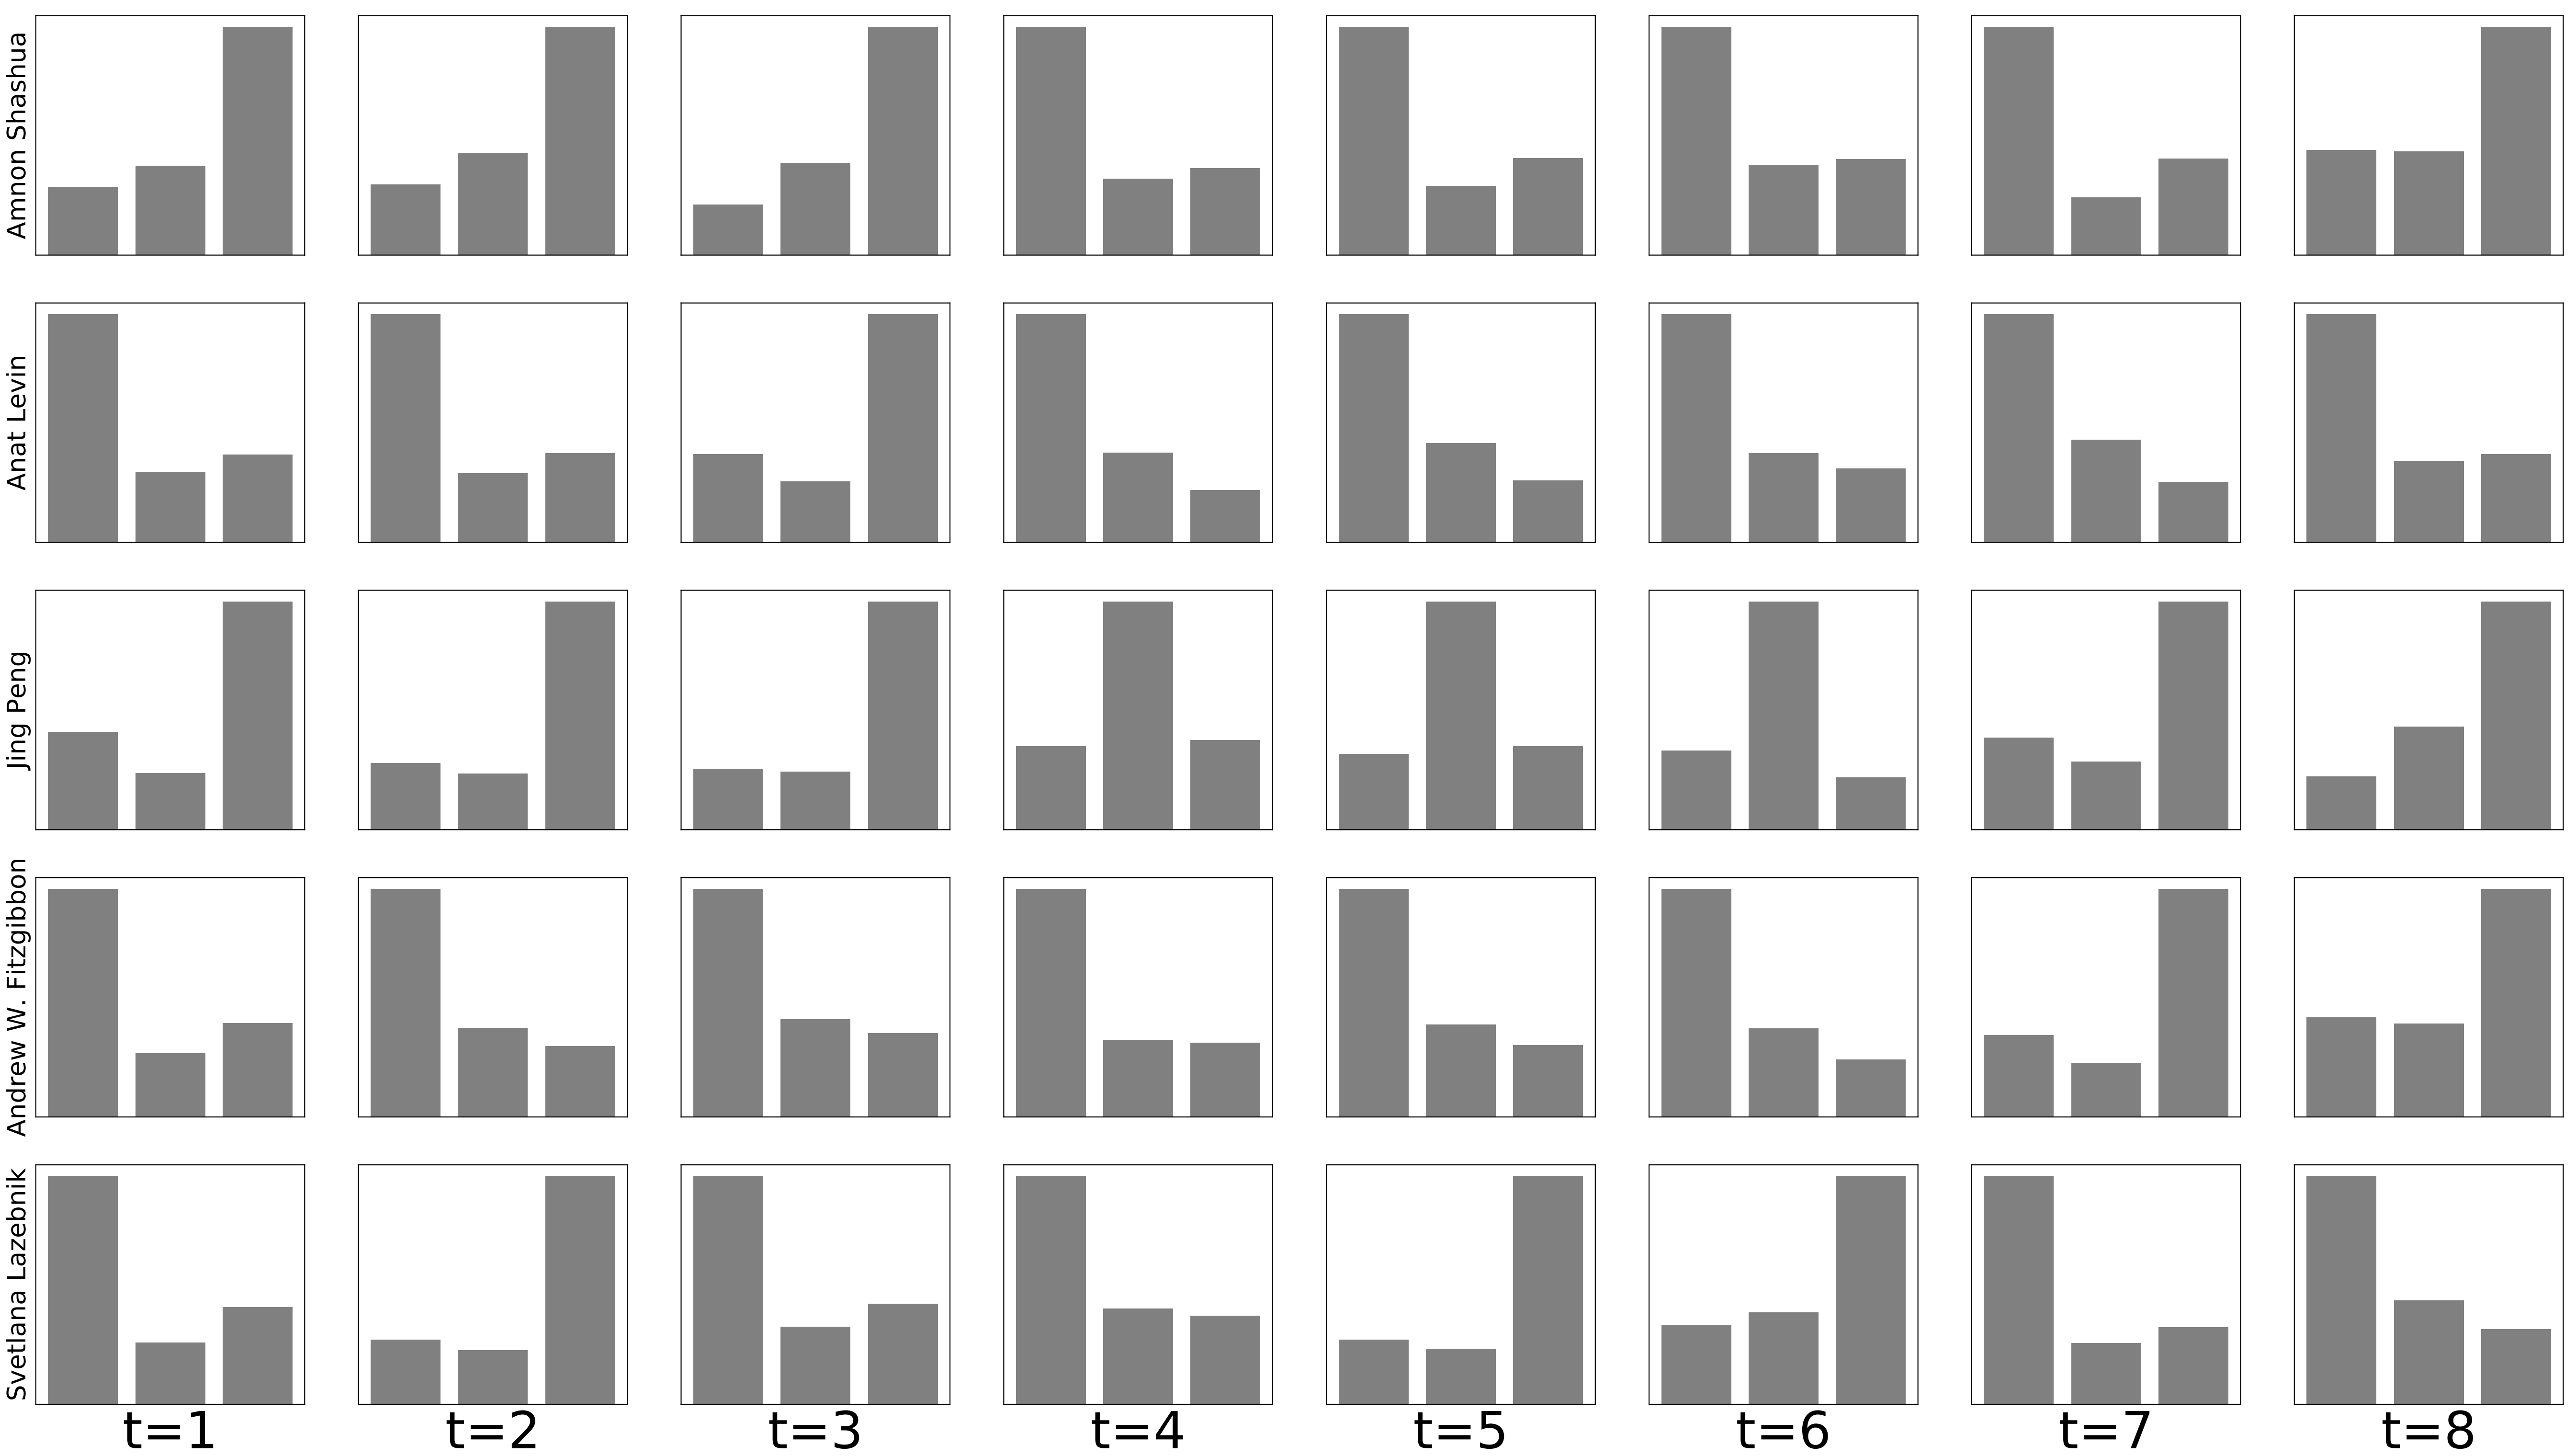 Amnon Shashua
Anat Levin
Jing Peng
Andrew W. Fitzgibbon
Svetlana Lazebnik
t=1
t=2
t=3
t=4
t=5
t=6
t=7
t=8